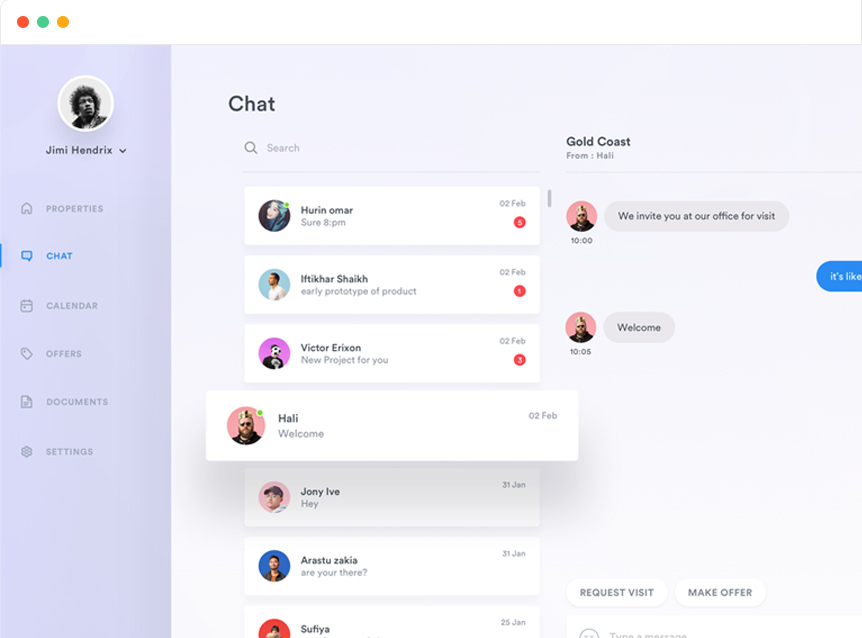 Jimi Hendrix
PROPERTIES
CHAT
CALENDAR
OFFERS
DOCUMENTS
SETTINGS
Chat
Search
Hurin omar
Sure 8:pm
02 Feb
5
Iftikhar Shaikh
early prototype of product
02 Feb
1
Victor Erixon
New Project for you
02 Feb
3
Hali
Welcome
02 Feb
Jony Ive
Hey
31 Jan
Arastu zakia
are your there?
31 Jan
Sufiya
25 Jan
Gold Coast
From : Hali
We invite you at our office for visit
10:00
it's like
Welcome
10:05
REQUEST VISIT
MAKE OFFER
Type a message